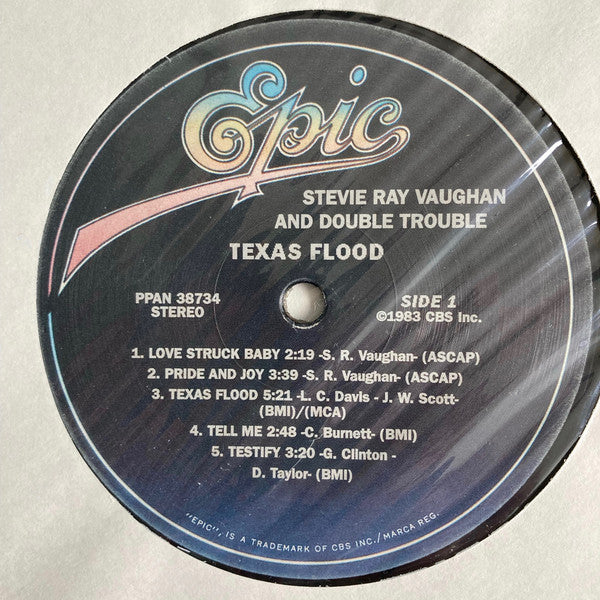 Epic
STEVIE RAY VAUGHAN
AND DOUBLE TROUBLE
TEXAS FLOOD
PPAN 38734
STEREO
SIDE 1
©1983 CBS Inc.
1. LOVE STRUCK BABY 2:19 -S. R. Vaughan- (ASCAP)
2. PRIDE AND JOY 3:39 -S. R. Vaughan- (ASCAP)
3. TEXAS FLOOD 5:21 -L. C. Davis - J. W. Scott-
(BMI)/(MCA)
4. TELL ME 2:48 -C. Burnett- (BMI)
5. TESTIFY 3:20 -G. Clinton -
D. Taylor- (BMI)
"EPIC", IS A TRADEMARK OF CBS INC./MARCA REG.